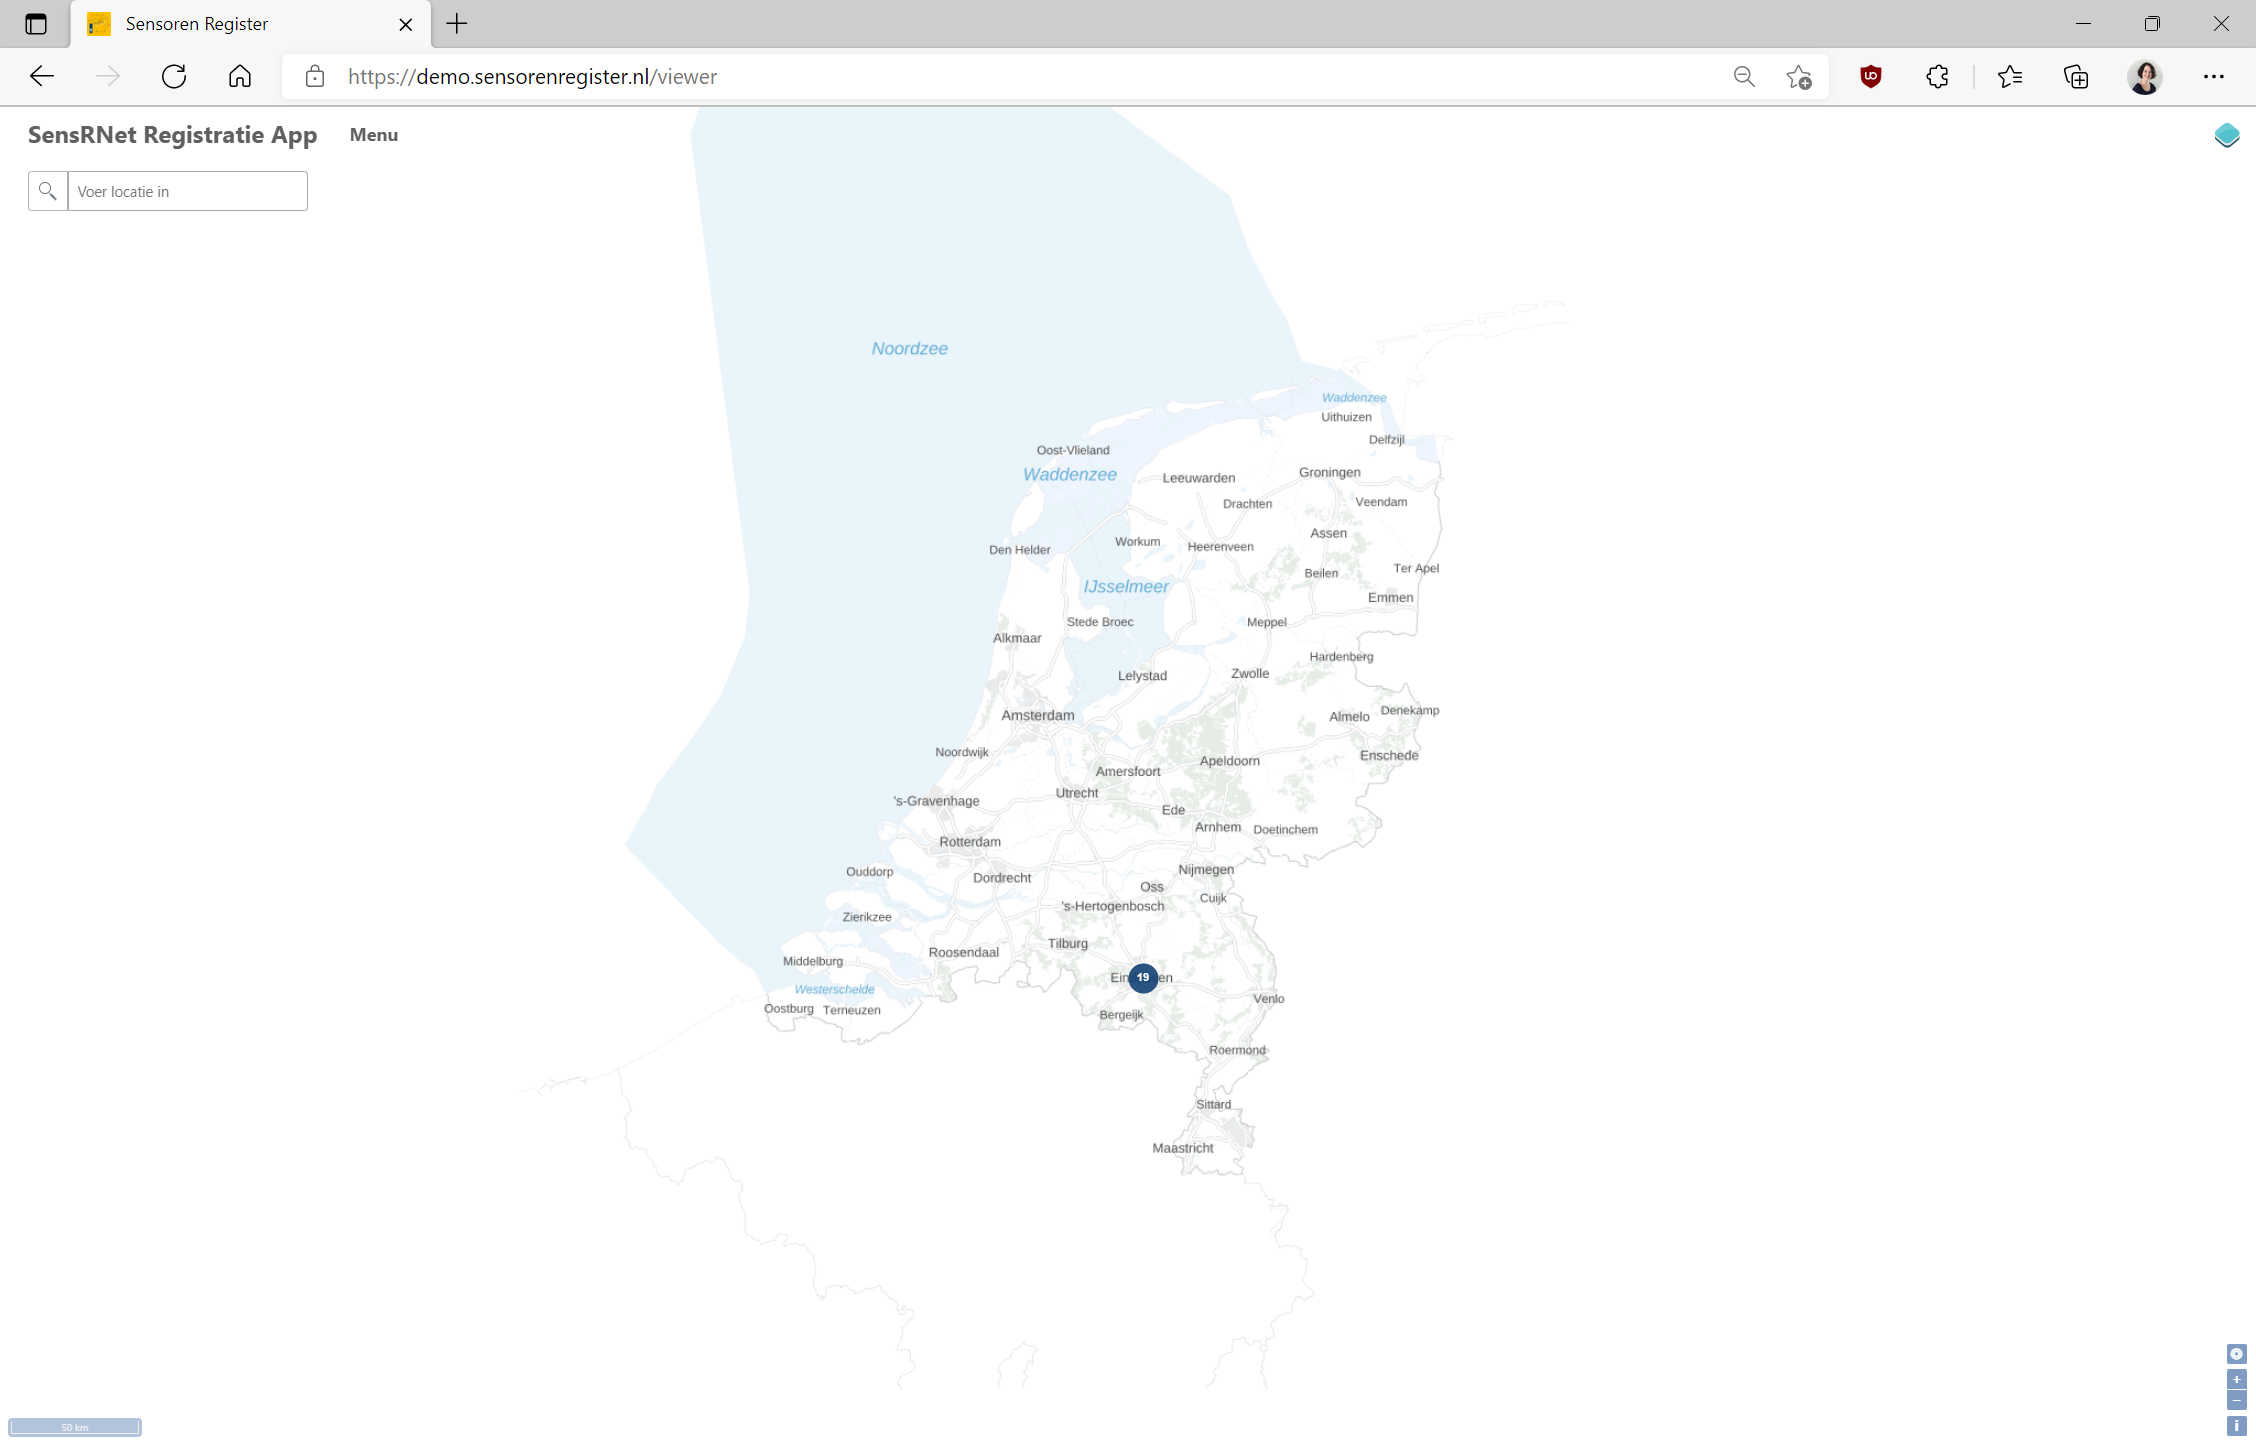 Sensoren Register
https://demo.sensorenregister.nl/viewer
SensRNet Registratie App
Menu
Voer locatie in
Noordzee
Waddenzee
Uithuizen
Delfzijl
Oost-Vlieland
Waddenzee
Leeuwarden
Groningen
Drachten
Veendam
Assen
Den Helder
Workum
Heerenveen
Beilen
Ter Apel
IJsselmeer
Emmen
Stede Broec
Meppel
Alkmaar
Hardenberg
Lelystad
Zwolle
Amsterdam
Almelo
Denekamp
Noordwijk
Enschede
Apeldoorn
Amersfoort
Utrecht
's-Gravenhage
Ede
Arnhem
Doetinchem
Rotterdam
Ouddorp
Dordrecht
Nijmegen
Oss
Cuijk
's-Hertogenbosch
Zierikzee
Tilburg
Roosendaal
Middelburg
19
Westerschelde
Venlo
Oostburg
Terneuzen
Bergeijk
Roermond
Sittard
Maastricht
50 km
+
−
i